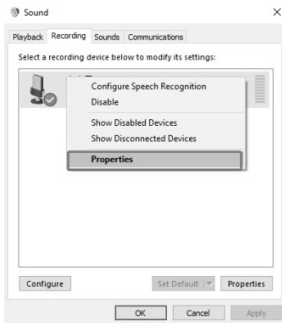 Sound
Playback Recording Sounds Communications
Select a recording device below to modify its settings:
Configure Speech Recognition
Disable
Show Disabled Devices
Show Disconnected Devices
Properties
Configure Set Default Properties
OK Cancel Apply